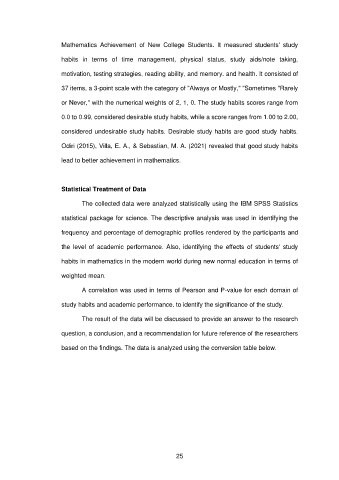 Mathematics Achievement of New College Students. It measured students' study
habits in terms of time management, physical status, study aids/note taking,
motivation, testing strategies, reading ability, and memory. and health. It consisted of
37 items, a 3-point scale with the category of "Always or Mostly," "Sometimes "Rarely
or Never," with the numerical weights of 2, 1, 0. The study habits scores range from
0.0 to 0.99, considered desirable study habits, while a score ranges from 1.00 to 2.00,
considered undesirable study habits. Desirable study habits are good study habits.
Odiri (2015), Villa, E. A., & Sebastian, M. A. (2021) revealed that good study habits
lead to better achievement in mathematics.
Statistical Treatment of Data
The collected data were analyzed statistically using the IBM SPSS Statistics
statistical package for science. The descriptive analysis was used in identifying the
frequency and percentage of demographic profiles rendered by the participants and
the level of academic performance. Also, identifying the effects of students' study
habits in mathematics in the modern world during new normal education in terms of
weighted mean.
A correlation was used in terms of Pearson and P-value for each domain of
study habits and academic performance, to identify the significance of the study.
The result of the data will be discussed to provide an answer to the research
question, a conclusion, and a recommendation for future reference of the researchers
based on the findings. The data is analyzed using the conversion table below.
25